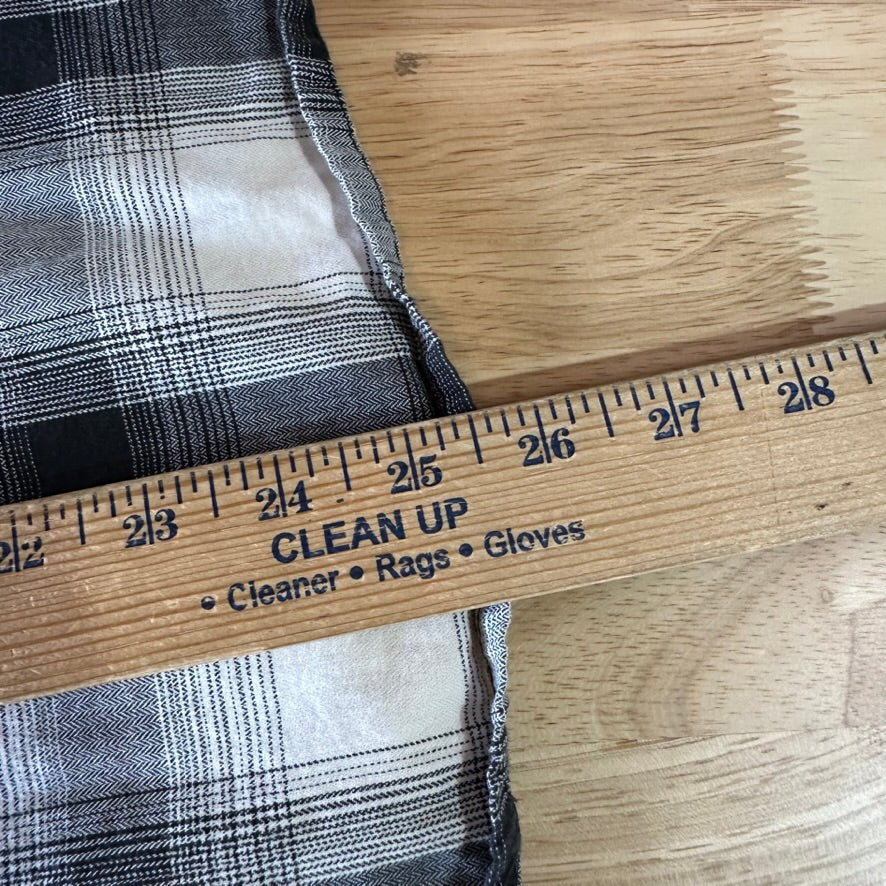 22 23 24 25 26 27 28
CLEAN UP
• Cleaner • Rags • Gloves